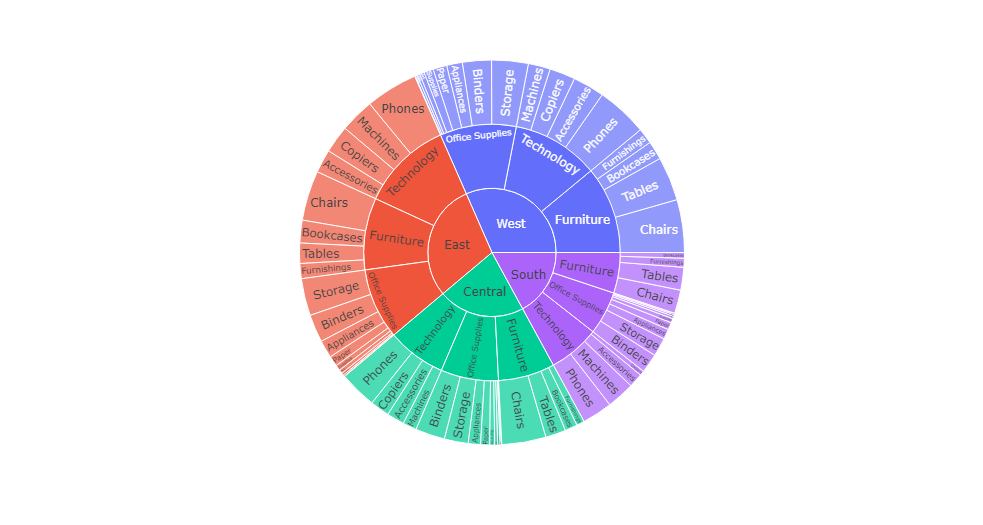 West
East
Central
South
Furniture
Technology
Office Supplies
Chairs
Tables
Bookcases
Furnishings
Phones
Accessories
Copiers
Machines
Storage
Binders
Appliances
Paper
Technology
Furniture
Office Supplies
Phones
Machines
Copiers
Accessories
Chairs
Bookcases
Tables
Furnishings
Storage
Binders
Appliances
Paper
Technology
Office Supplies
Furniture
Phones
Copiers
Accessories
Machines
Binders
Storage
Appliances
Paper
Chairs
Tables
Bookcases
Furniture
Office Supplies
Technology
Furnishings
Tables
Chairs
Paper
Appliances
Storage
Binders
Accessories
Machines
Phones